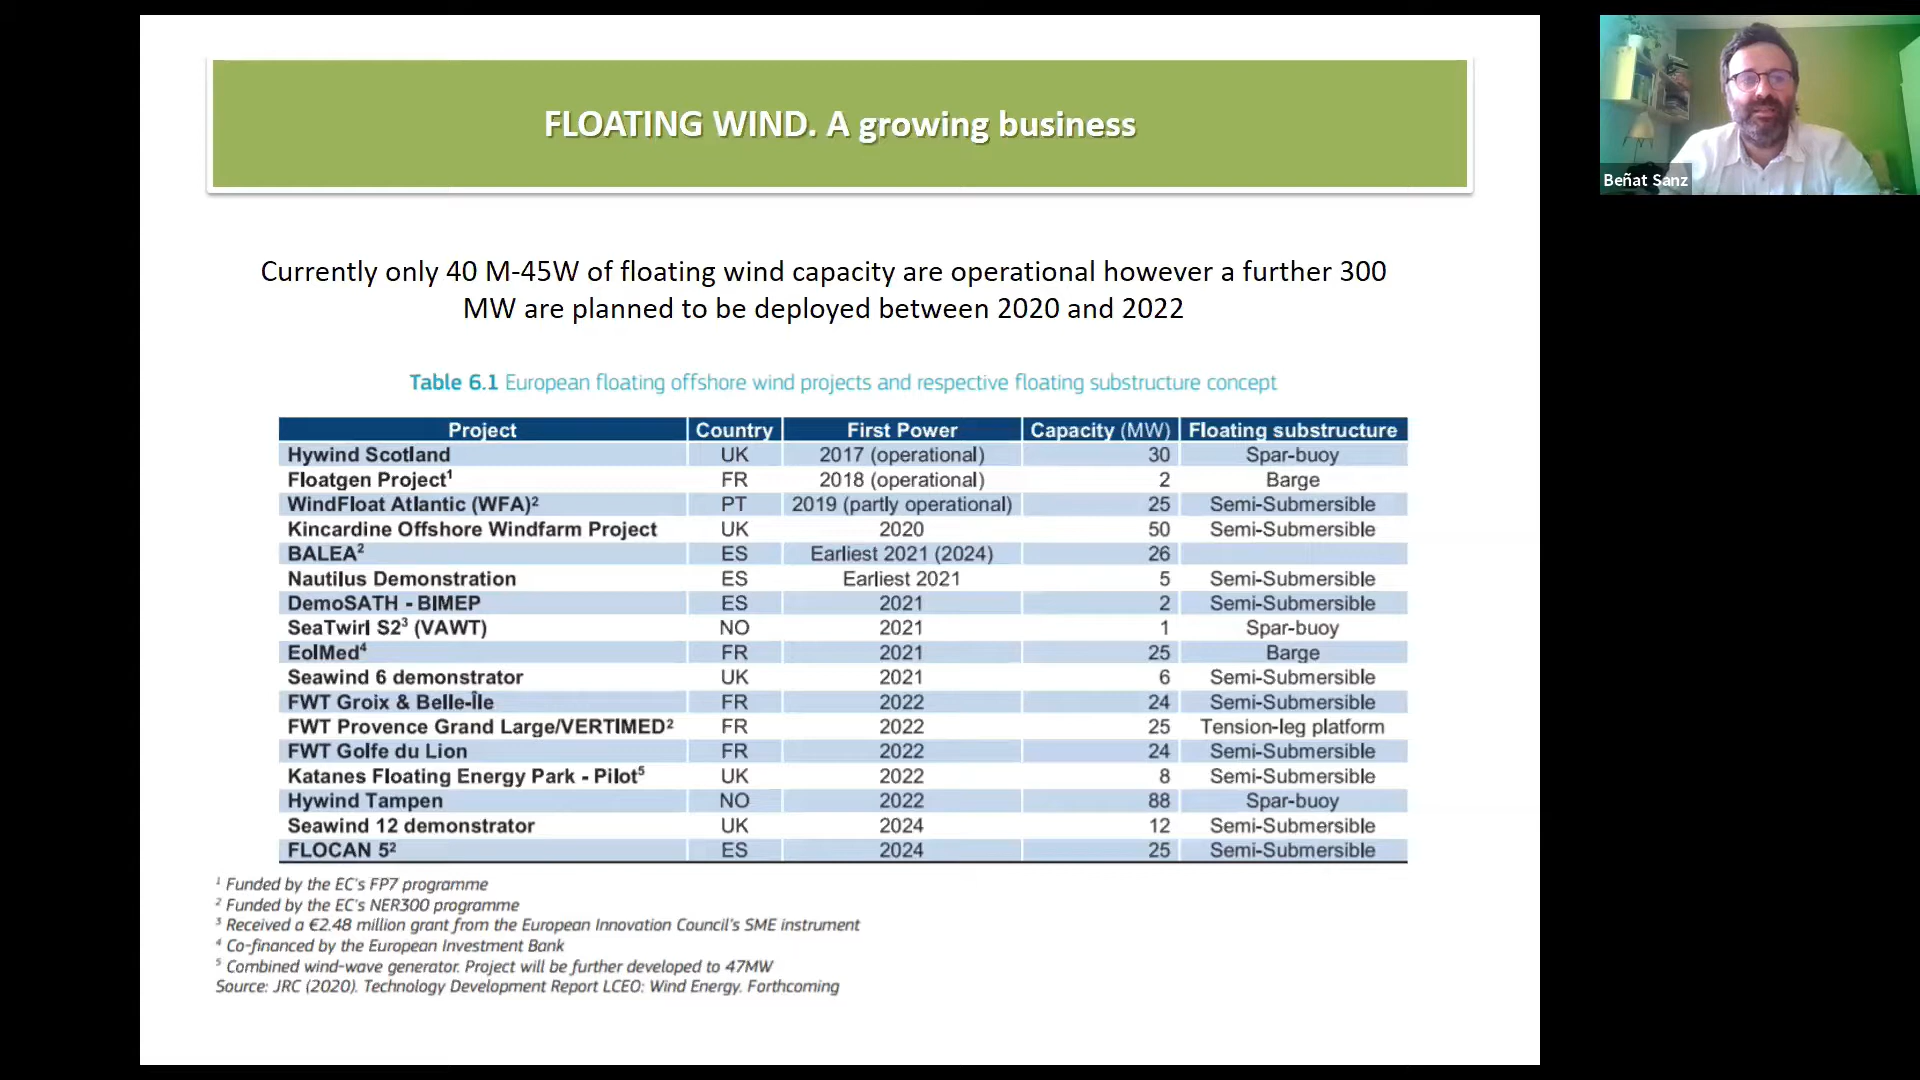 FLOATING WIND. A growing business
Beñat Sanz
Currently only 40 M-45W of floating wind capacity are operational however a further 300
MW are planned to be deployed between 2020 and 2022
Table 6.1 European floating offshore wind projects and respective floating substructure concept
Project Country First Power Capacity (MW) Floating substructure
Hywind Scotland UK 2017 (operational) 30 Spar-buoy
Floatgen Project¹ FR 2018 (operational) 2 Barge
WindFloat Atlantic (WFA)² PT 2019 (partly operational) 25 Semi-Submersible
Kincardine Offshore Windfarm Project UK 2020 50 Semi-Submersible
BALEA² ES Earliest 2021 (2024) 26
Nautilus Demonstration ES Earliest 2021 5 Semi-Submersible
DemoSATH - BIMEP ES 2021 2 Semi-Submersible
SeaTwirl S2³ (VAWT) NO 2021 1 Spar-buoy
EolMed⁴ FR 2021 25 Barge
Seawind 6 demonstrator UK 2021 6 Semi-Submersible
FWT Groix & Belle-Île FR 2022 24 Semi-Submersible
FWT Provence Grand Large/VERTIMED² FR 2022 25 Tension-leg platform
FWT Golfe du Lion FR 2022 24 Semi-Submersible
Katanes Floating Energy Park - Pilot⁵ UK 2022 8 Semi-Submersible
Hywind Tampen NO 2022 88 Spar-buoy
Seawind 12 demonstrator UK 2024 12 Semi-Submersible
FLOCAN 5² ES 2024 25 Semi-Submersible
¹ Funded by the EC's FP7 programme
² Funded by the EC's NER300 programme
³ Received a €2.48 million grant from the European Innovation Council's SME instrument
⁴ Co-financed by the European Investment Bank
⁵ Combined wind-wave generator. Project will be further developed to 47MW
Source: JRC (2020). Technology Development Report LCEO: Wind Energy. Forthcoming